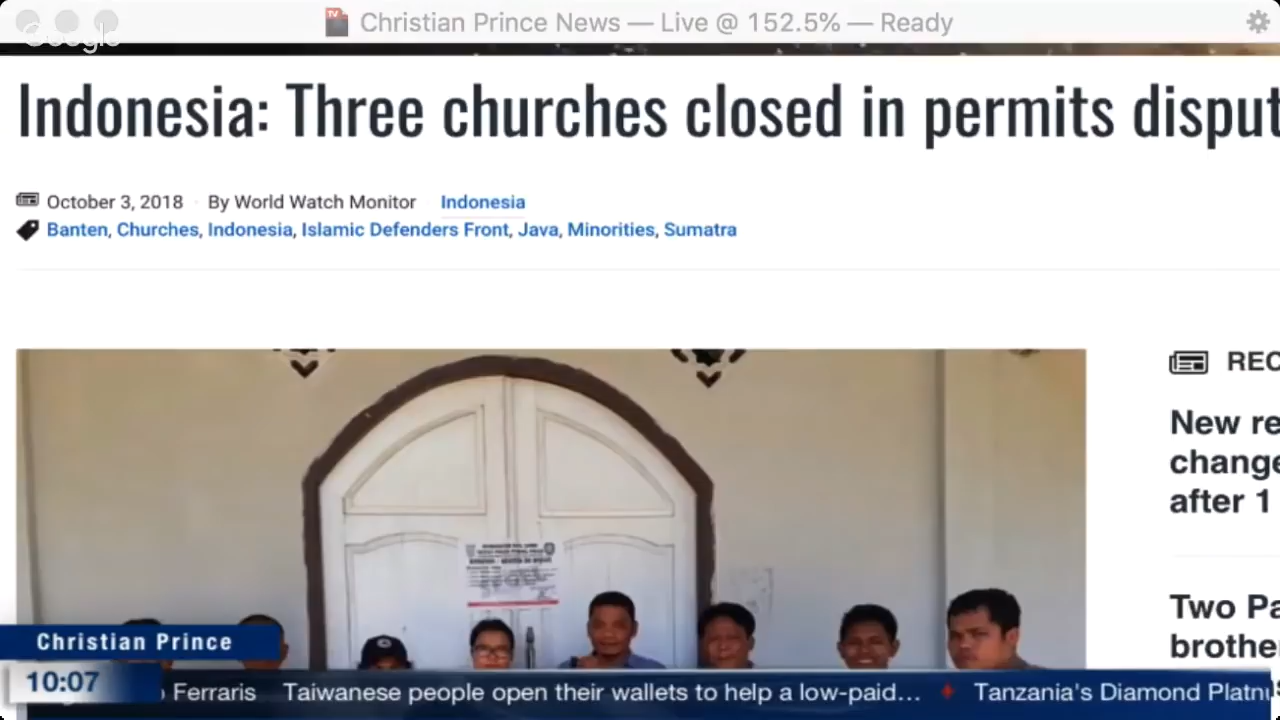 Christian Prince News — Live @ 152.5% — Ready
Google
Indonesia: Three churches closed in permits disput
October 3, 2018 By World Watch Monitor Indonesia
Banten, Churches, Indonesia, Islamic Defenders Front, Java, Minorities, Sumatra
REC
New re
change
after 1
Two Pa
brothe
Christian Prince
10:07
Ferraris Taiwanese people open their wallets to help a low-paid... ♦ Tanzania's Diamond Platnu